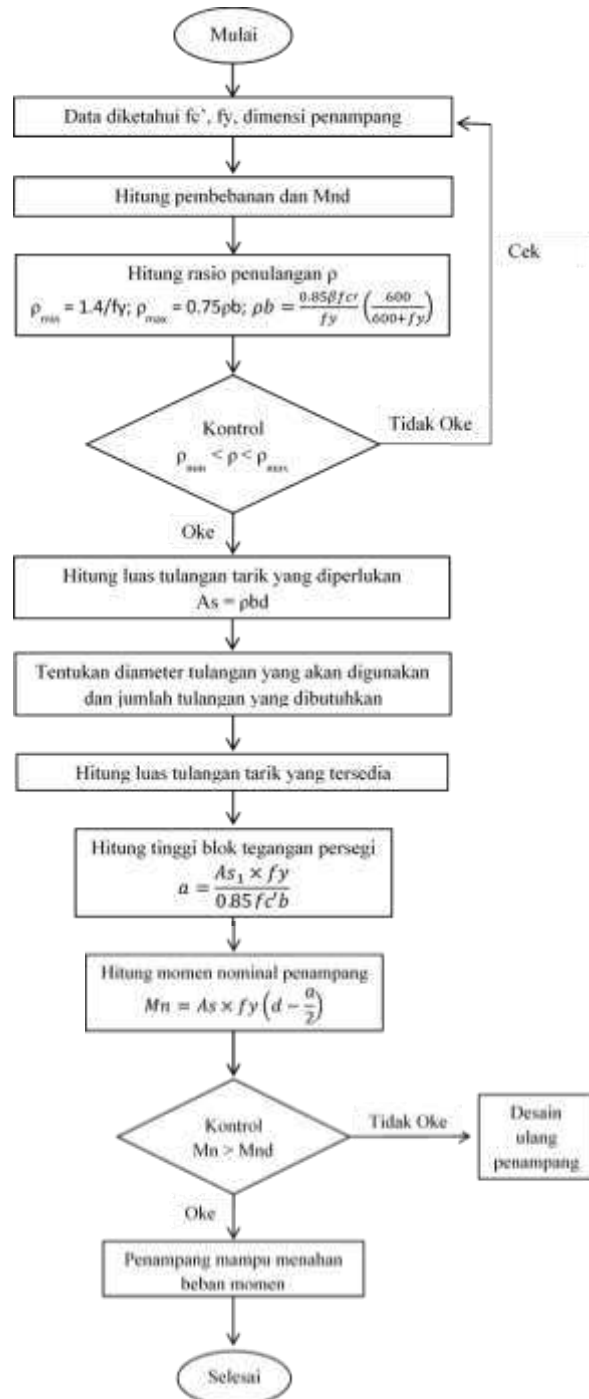 Mulai
Data diketahui fc', fy, dimensi penampang
Hitung pembebanan dan Mnd
Cek
Hitung rasio penulangan ρ
ρ_min = 1.4/fy; ρ_max = 0.75ρb; ρb = 0.85βfc'/fy (600/600+fy)
Tidak Oke
Kontrol
ρ_min < ρ < ρ_max
Oke
Hitung luas tulangan tarik yang diperlukan
As = ρbd
Tentukan diameter tulangan yang akan digunakan
dan jumlah tulangan yang dibutuhkan
Hitung luas tulangan tarik yang tersedia
Hitung tinggi blok tegangan persegi
a = As₁ × fy / 0.85 fc'b
Hitung momen nominal penampang
Mn = As × fy (d − a/2)
Kontrol
Mn > Mnd
Tidak Oke
Desain
ulang
penampang
Oke
Penampang mampu menahan
beban momen
Selesai